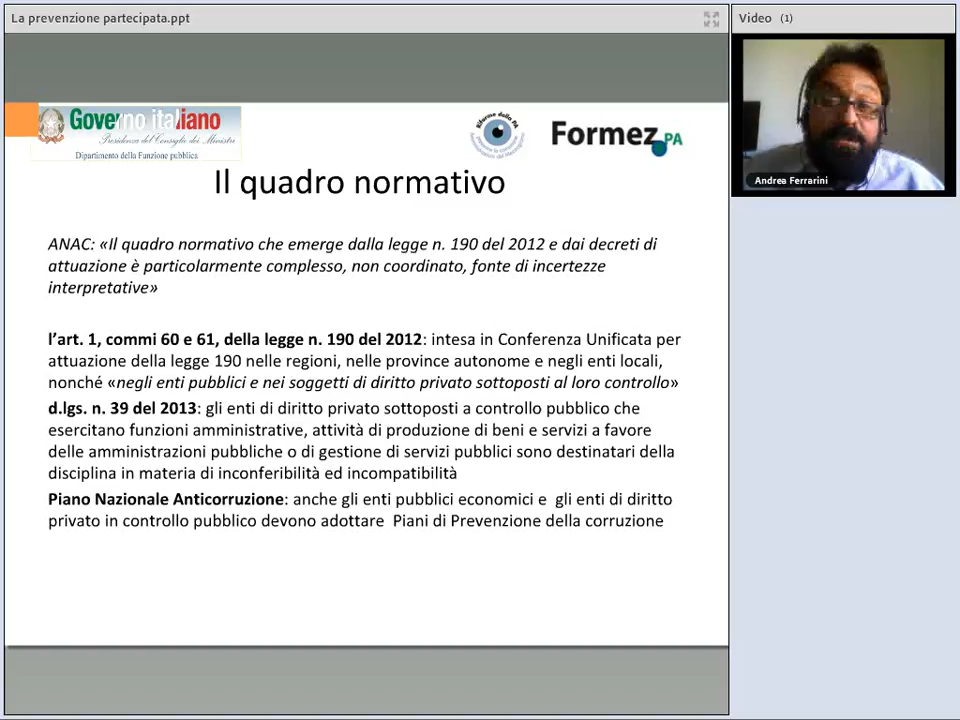 La prevenzione partecipata.ppt
Video (1)
Governo italiano
Presidenza del Consiglio dei Ministri
Dipartimento della Funzione pubblica
Riforme della PA
Formez PA
Andrea Ferrarini
Il quadro normativo
ANAC: «Il quadro normativo che emerge dalla legge n. 190 del 2012 e dai decreti di
attuazione è particolarmente complesso, non coordinato, fonte di incertezze
interpretative»
l’art. 1, commi 60 e 61, della legge n. 190 del 2012: intesa in Conferenza Unificata per
attuazione della legge 190 nelle regioni, nelle province autonome e negli enti locali,
nonché «negli enti pubblici e nei soggetti di diritto privato sottoposti al loro controllo»
d.lgs. n. 39 del 2013: gli enti di diritto privato sottoposti a controllo pubblico che
esercitano funzioni amministrative, attività di produzione di beni e servizi a favore
delle amministrazioni pubbliche o di gestione di servizi pubblici sono destinatari della
disciplina in materia di inconferibilità ed incompatibilità
Piano Nazionale Anticorruzione: anche gli enti pubblici economici e gli enti di diritto
privato in controllo pubblico devono adottare Piani di Prevenzione della corruzione